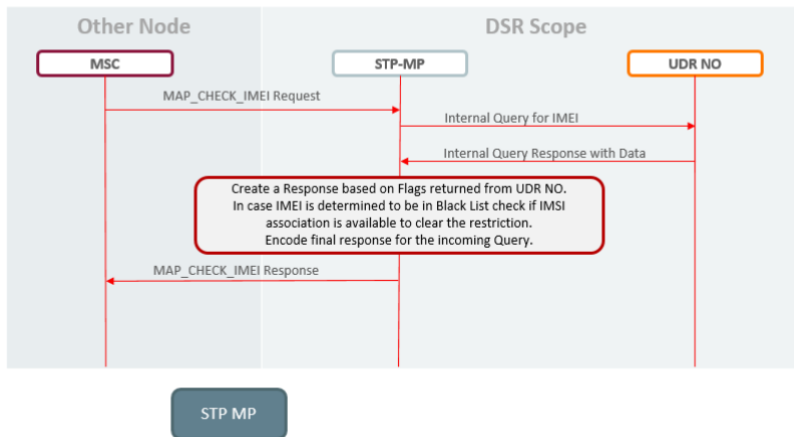 Other Node
DSR Scope
MSC
STP-MP
UDR NO
MAP_CHECK_IMEI Request
Internal Query for IMEI
Internal Query Response with Data
Create a Response based on Flags returned from UDR NO.
In case IMEI is determined to be in Black List check if IMSI
association is available to clear the restriction.
Encode final response for the incoming Query.
MAP_CHECK_IMEI Response
STP MP